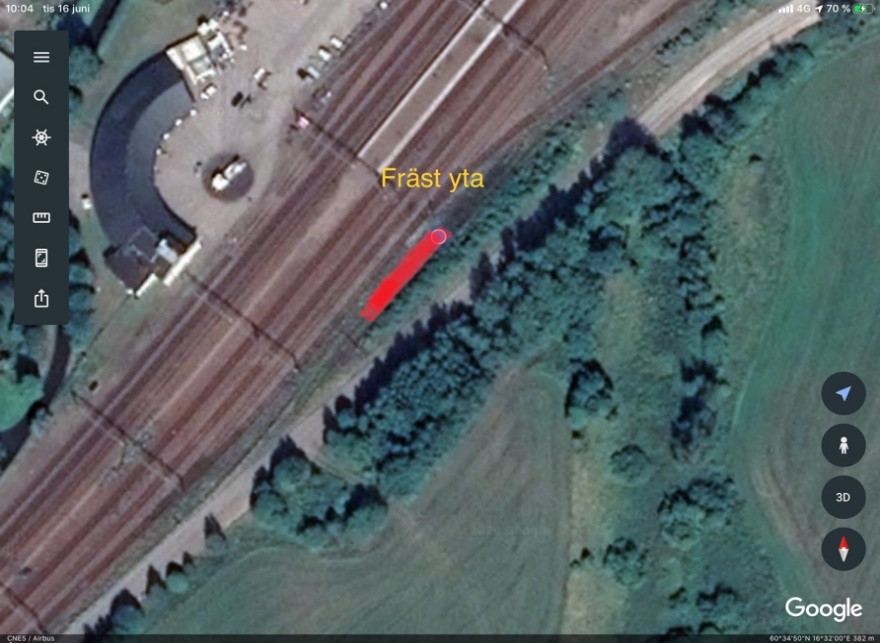 10:04 tis 16 juni
4G 70 %
Fräst yta
3D
Google
CNES / Airbus
60°34'50"N 16°32'00"E 382 m